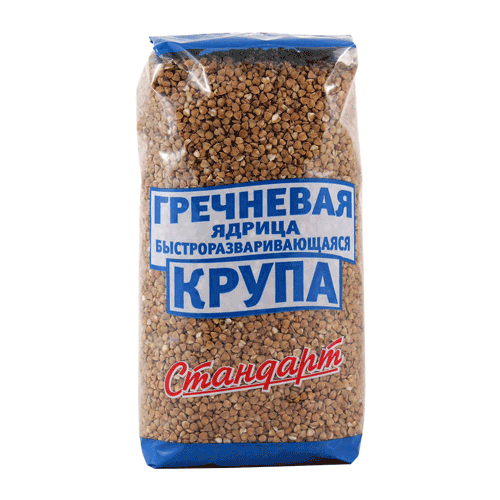 ГРЕЧНЕВАЯ
ЯДРИЦА
БЫСТРОРАЗВАРИВАЮЩАЯСЯ
КРУПА
Стандарт